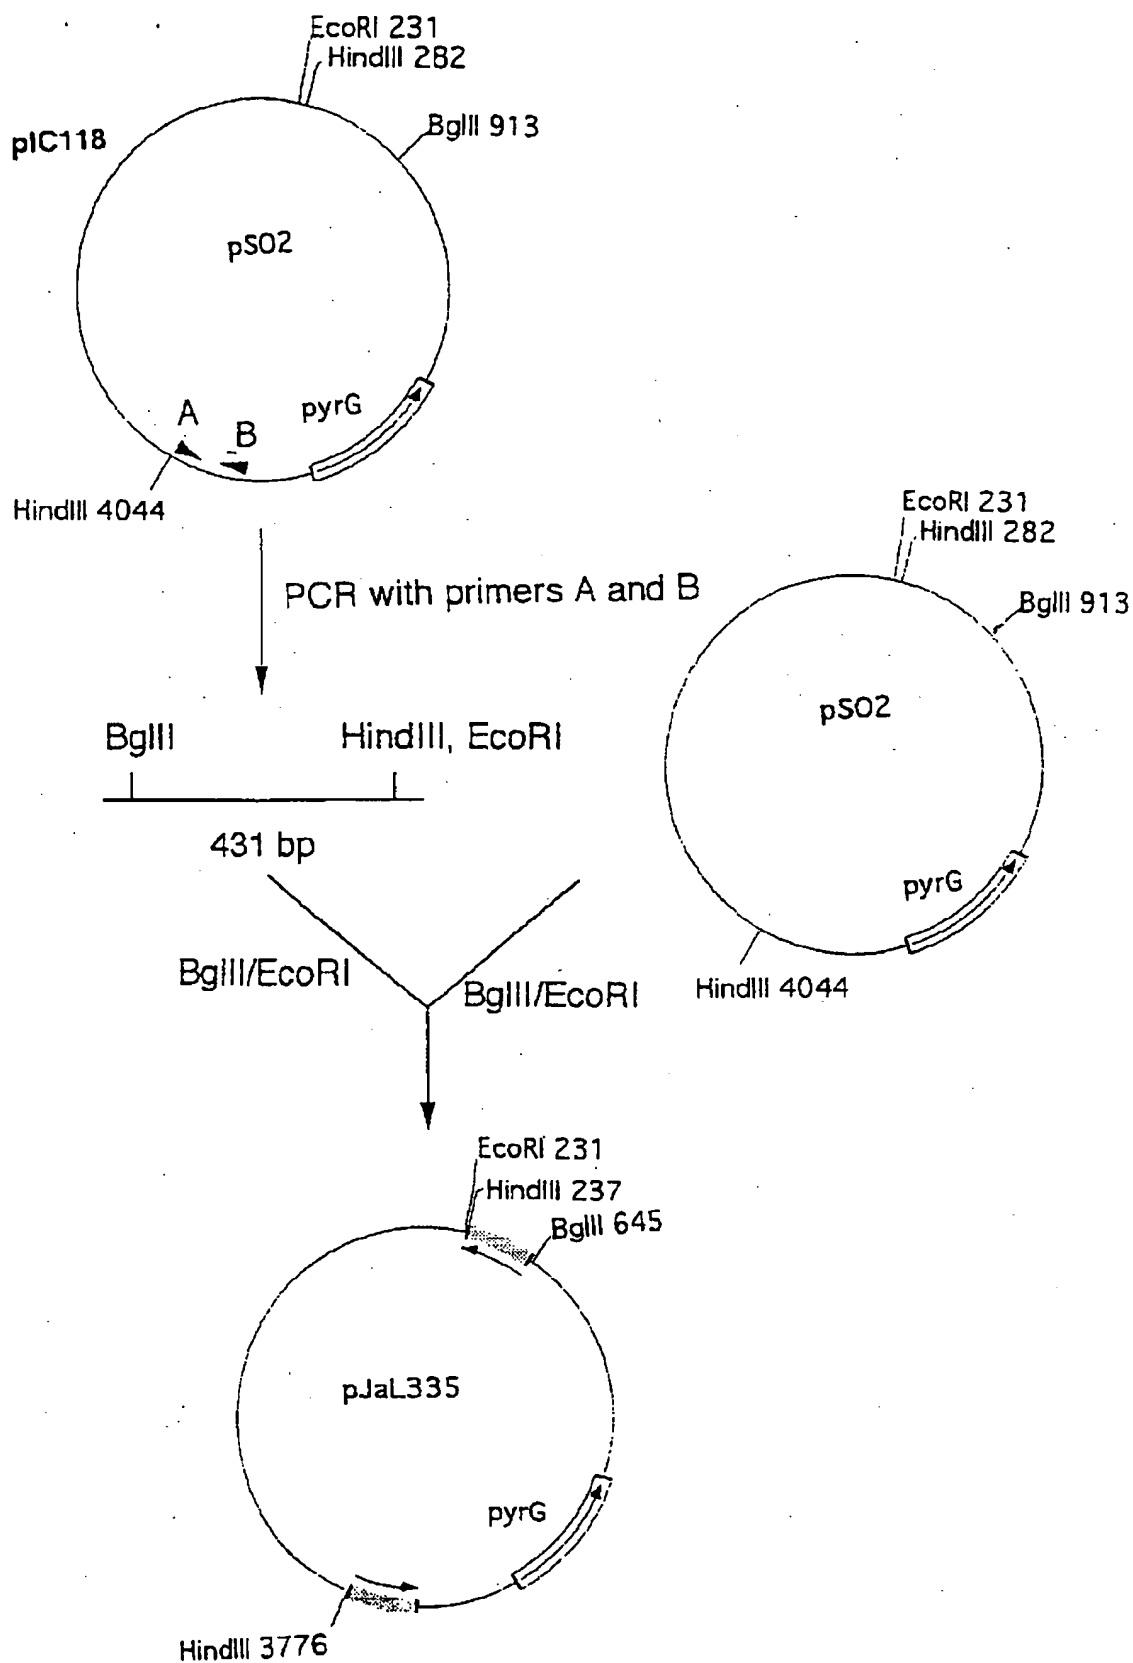 EcoRI 231
HindIII 282
BglII 913
pIC118
pSO2
A
B
pyrG
HindIII 4044
PCR with primers A and B
EcoRI 231
HindIII 282
BglII 913
pSO2
pyrG
HindIII 4044
BglII
HindIII, EcoRI
431 bp
BglII/EcoRI
BglII/EcoRI
EcoRI 231
HindIII 237
BglII 645
pJaL335
pyrG
HindIII 3776